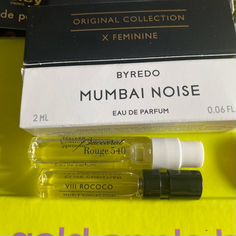 ORIGINAL COLLECTION
X FEMININE
BYREDO
MUMBAI NOISE
EAU DE PARFUM
2 ML
0.06 FL
Baccarat
Rouge 540
VIII ROCOCO